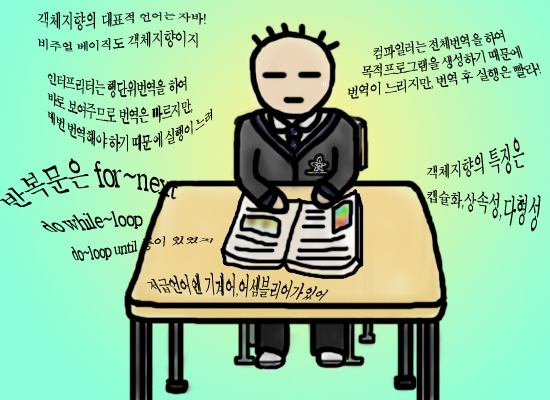 객체지향의 대표적 언어는 자바!
비주얼 베이직도 객체지향이지
인터프리터는 행단위번역을 하여
바로 보여주므로 번역은 빠르지만,
매번 번역해야 하기 때문에 실행이 느려
컴파일러는 전체번역을 하여
목적프로그램을 생성하기 때문에
번역이 느리지만, 번역 후 실행은 빨라!
객체지향의 특징은
캡슐화,상속성,다형성
반복문은 for~next
do while~loop
do~loop until 등이 있었지
저급언어엔 기계어,어셈블리어가있어